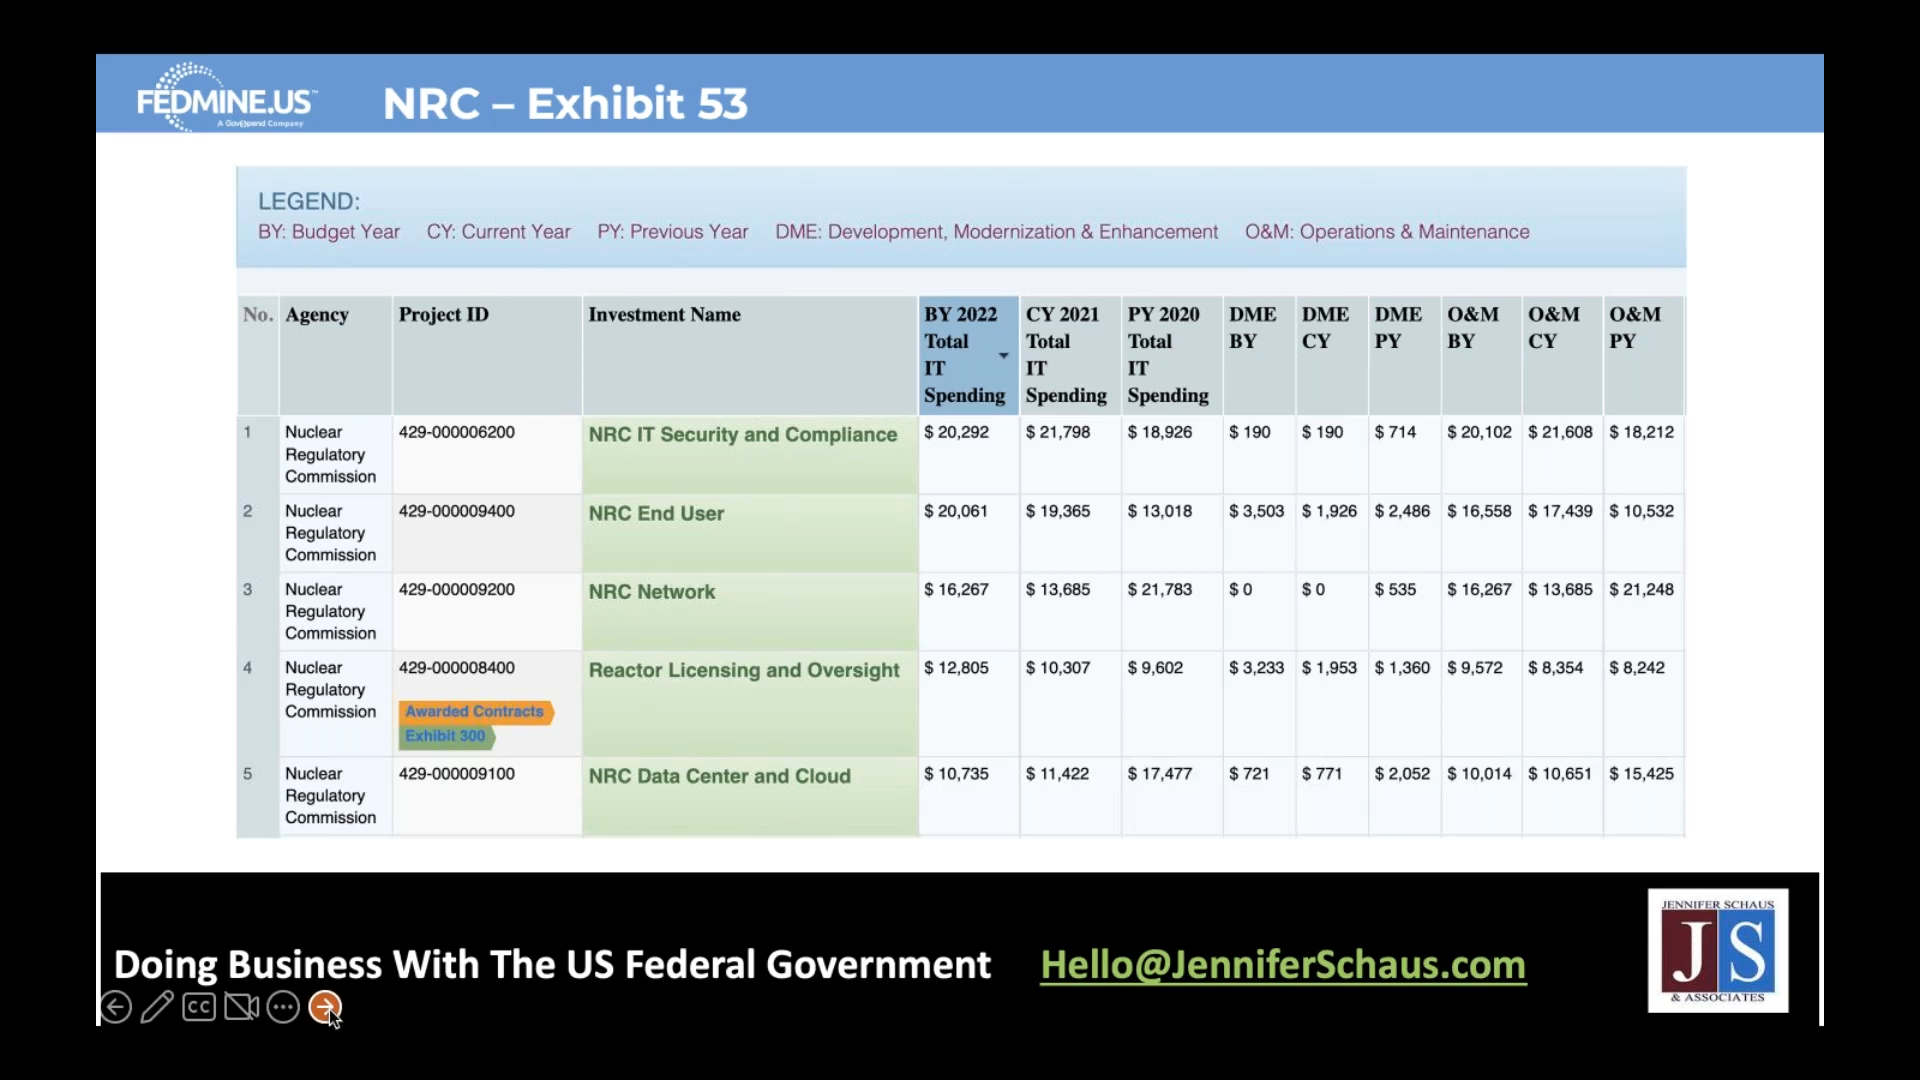 FEDMINE.US™
A GovSpend Company
NRC – Exhibit 53
LEGEND:
BY: Budget Year CY: Current Year PY: Previous Year DME: Development, Modernization & Enhancement O&M: Operations & Maintenance
No. Agency Project ID Investment Name BY 2022 Total IT Spending CY 2021 Total IT Spending PY 2020 Total IT Spending DME BY DME CY DME PY O&M BY O&M CY O&M PY
1 Nuclear Regulatory Commission 429-000006200 NRC IT Security and Compliance $ 20,292 $ 21,798 $ 18,926 $ 190 $ 190 $ 714 $ 20,102 $ 21,608 $ 18,212
2 Nuclear Regulatory Commission 429-000009400 NRC End User $ 20,061 $ 19,365 $ 13,018 $ 3,503 $ 1,926 $ 2,486 $ 16,558 $ 17,439 $ 10,532
3 Nuclear Regulatory Commission 429-000009200 NRC Network $ 16,267 $ 13,685 $ 21,783 $ 0 $ 0 $ 535 $ 16,267 $ 13,685 $ 21,248
4 Nuclear Regulatory Commission 429-000008400 Awarded Contracts Exhibit 300 Reactor Licensing and Oversight $ 12,805 $ 10,307 $ 9,602 $ 3,233 $ 1,953 $ 1,360 $ 9,572 $ 8,354 $ 8,242
5 Nuclear Regulatory Commission 429-000009100 NRC Data Center and Cloud $ 10,735 $ 11,422 $ 17,477 $ 721 $ 771 $ 2,052 $ 10,014 $ 10,651 $ 15,425
Doing Business With The US Federal Government Hello@JenniferSchaus.com
JENNIFER SCHAUS
JS
& ASSOCIATES
CC